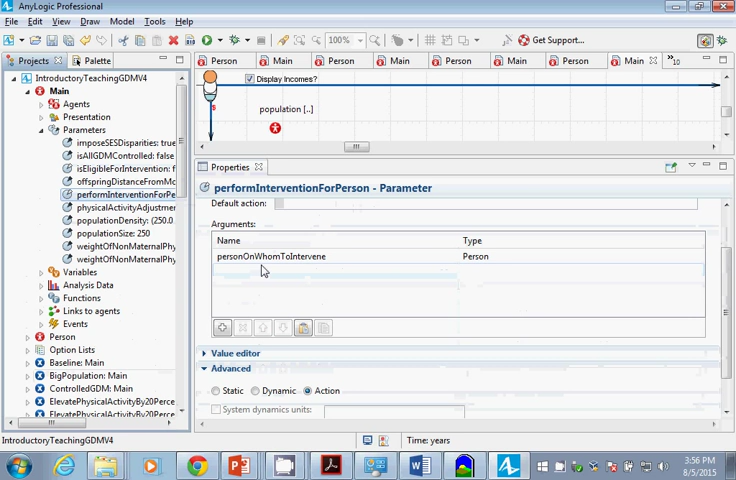 AnyLogic Professional
File Edit View Draw Model Tools Help
100%
Get Support...
Projects Palette
Person Main Person Main Action Main Person Main »10
IntroductoryTeachingGDMV4
Main
Agents
Presentation
Parameters
imposeSESDisparities: true
isAllGDMControlled: false
isEligibleForIntervention: f
offspringDistanceFromMo
performInterventionForPe
physicalActivityAdjustmer
populationDensity: (250.0
populationSize: 250
weightOfNonMaternalPhy
weightOfNonMaternalPhy
Variables
Analysis Data
Functions
Links to agents
Events
Person
Option Lists
Baseline: Main
BigPopulation: Main
ControlledGDM: Main
ElevatePhysicalActivityBy20Perce
ElevatePhysicalActivityBy40Perce
Display Incomes?
population [..]
Properties
performInterventionForPerson - Parameter
Default action:
Arguments:
Name Type
personOnWhomToIntervene Person
Value editor
Advanced
Static Dynamic Action
System dynamics units:
IntroductoryTeachingGDMV4
Time: years
3:56 PM
8/5/2015